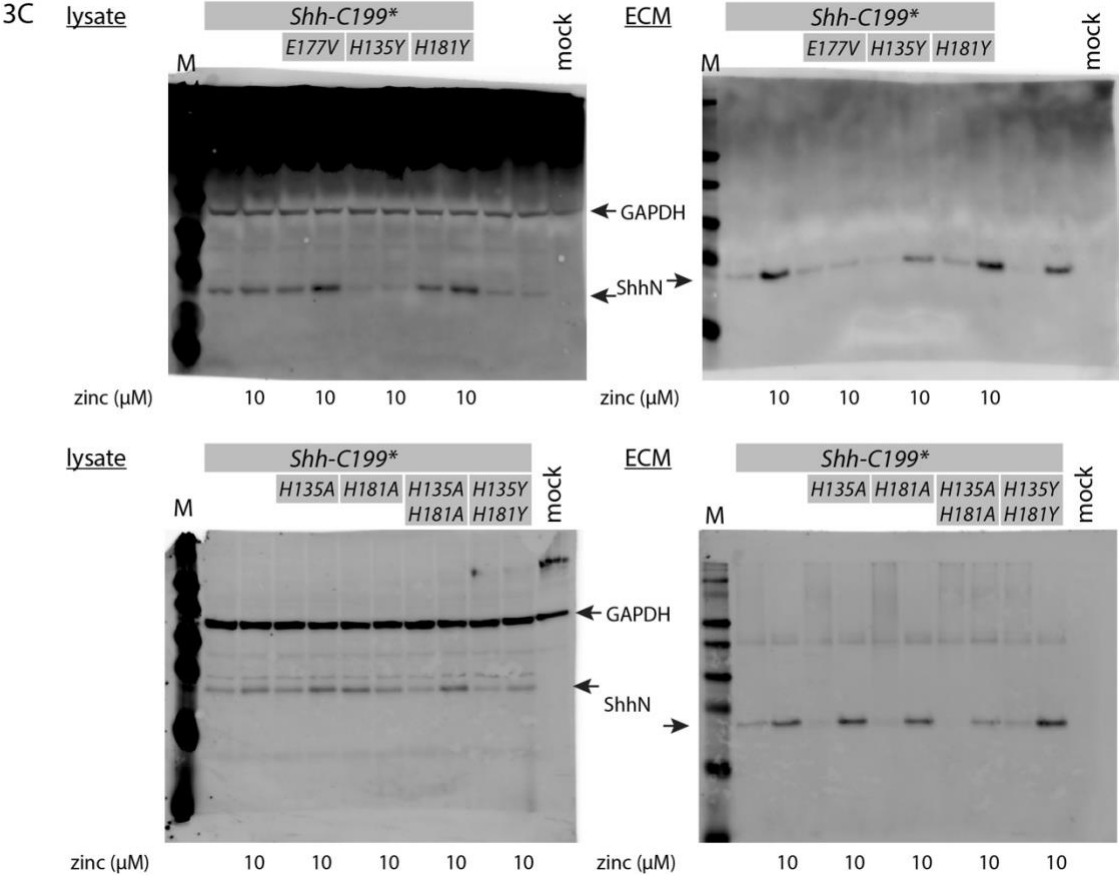 3C lysate Shh-C199* ECM Shh-C199*
E177V H135Y H181Y mock E177V H135Y H181Y mock
M M
GAPDH
ShhN
zinc (μM) 10 10 10 10 zinc (μM) 10 10 10 10
lysate Shh-C199* ECM Shh-C199*
H135A H181A H135A H135Y mock H135A H181A H135A H135Y mock
M H181A H181Y M H181A H181Y
GAPDH
ShhN
zinc (μM) 10 10 10 10 10 zinc (μM) 10 10 10 10 10